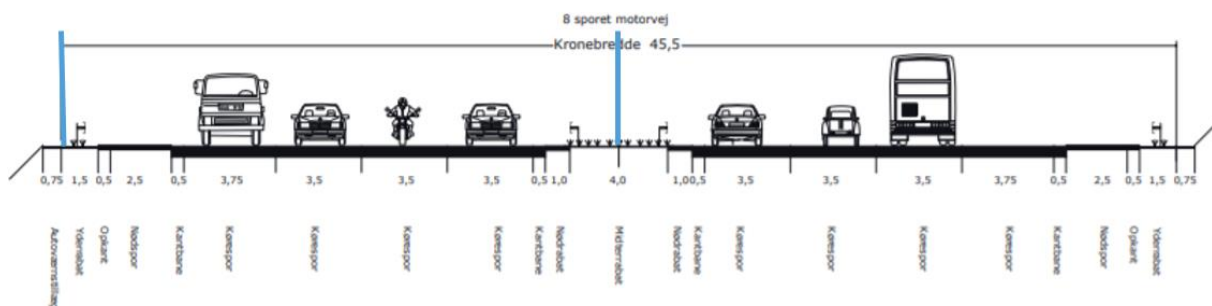 8 sporet motorvej
Kronebredde 45,5
0,75 1,5 0,5 2,5 0,5 3,75 3,5 3,5 3,5 0,5 1,0 4,0 1,0 0,5 3,5 3,5 3,5 3,75 0,5 2,5 0,5 1,5 0,75
Autoværnstillæg
Yderrabat
Opkant
Nødspor
Kantbane
Kørespor
Kørespor
Kørespor
Kørespor
Kantbane
Nødrabat
Midterrabat
Nødrabat
Kantbane
Kørespor
Kørespor
Kørespor
Kørespor
Kantbane
Nødspor
Opkant
Yderrabat